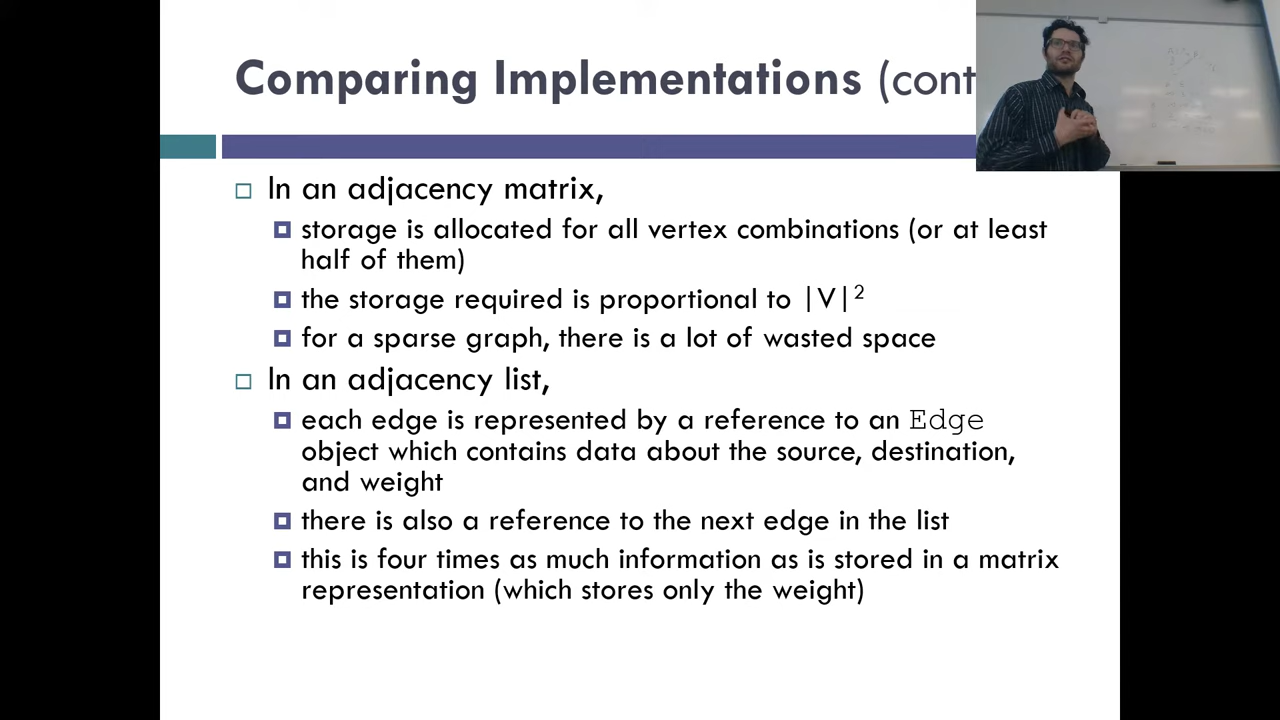 Comparing Implementations (cont
In an adjacency matrix,
storage is allocated for all vertex combinations (or at least
half of them)
the storage required is proportional to |V|²
for a sparse graph, there is a lot of wasted space
In an adjacency list,
each edge is represented by a reference to an Edge
object which contains data about the source, destination,
and weight
there is also a reference to the next edge in the list
this is four times as much information as is stored in a matrix
representation (which stores only the weight)